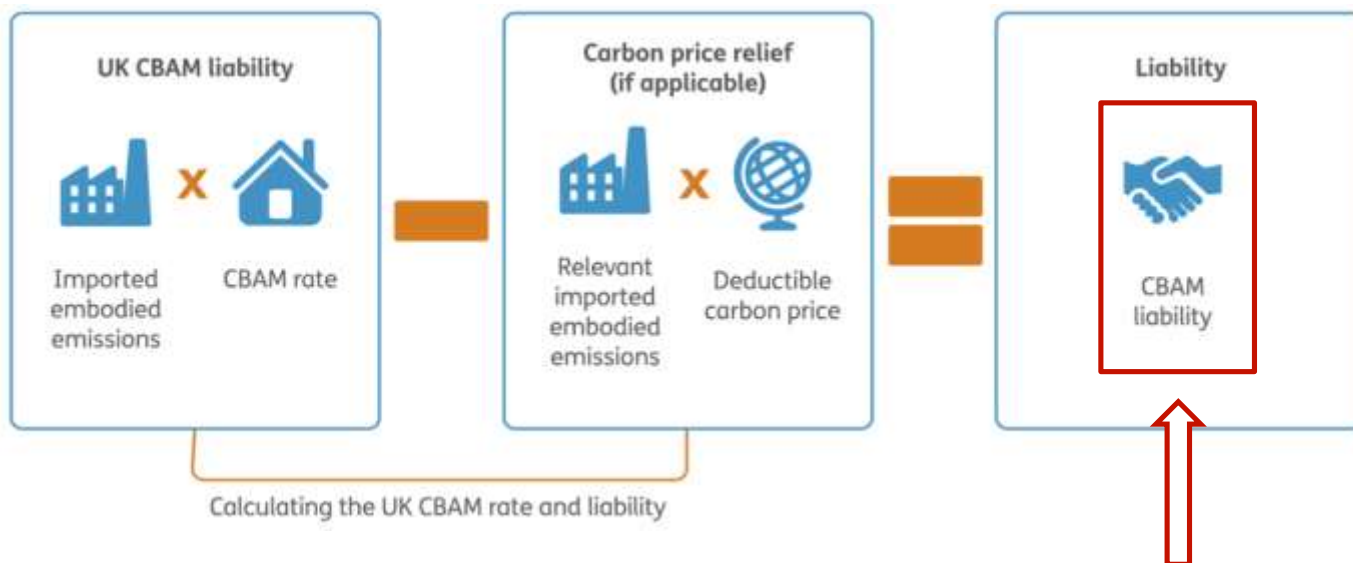 UK CBAM liability
X
Imported
embodied
emissions
CBAM rate
Carbon price relief
(if applicable)
X
Relevant
imported
embodied
emissions
Deductible
carbon price
Liability
CBAM
liability
Calculating the UK CBAM rate and liability